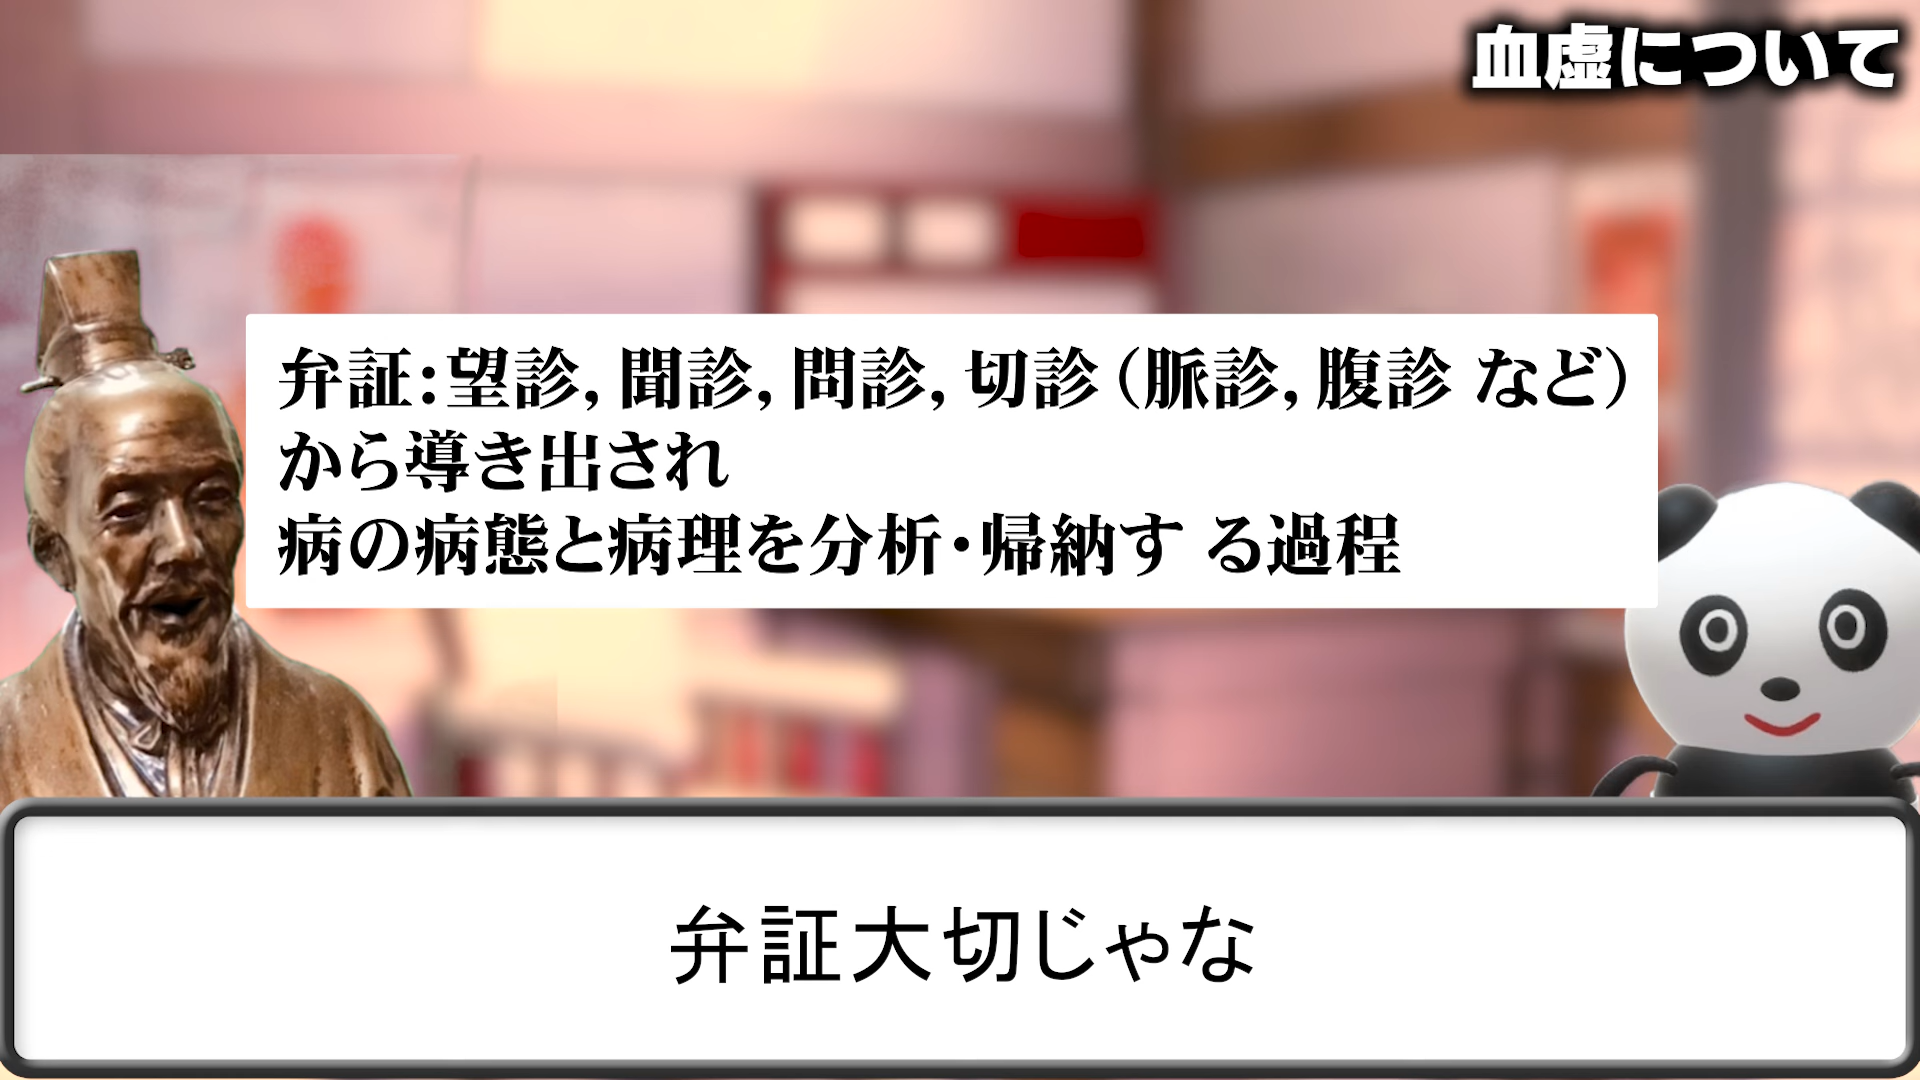 血虚について
弁証:望診,聞診,問診,切診(脈診,腹診 など)
から導き出され
病の病態と病理を分析・帰納す る過程
弁証大切じゃな